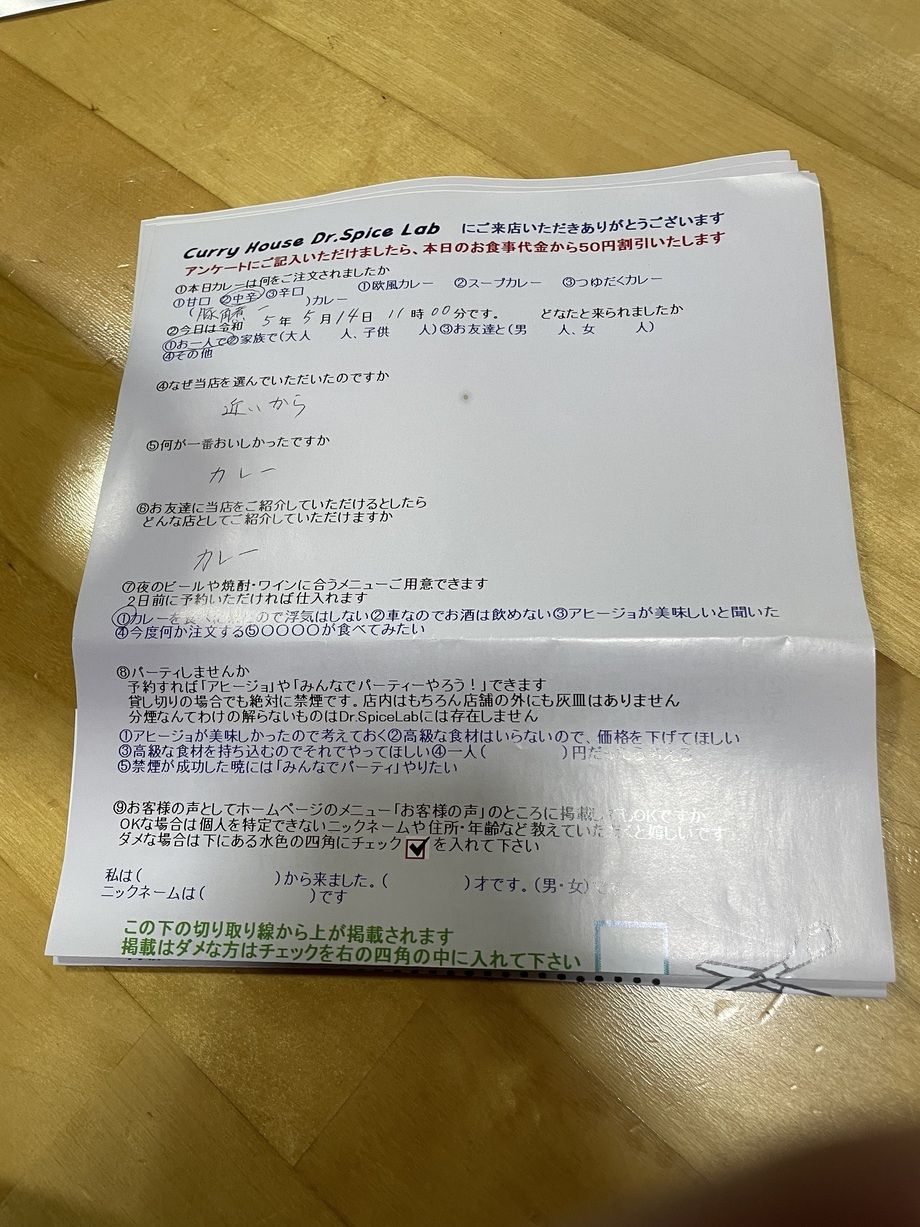 Curry House Dr.Spice Lab にご来店いただきありがとうございます
アンケートにご記入いただけましたら、本日のお食事代金から50円割引いたします
①本日カレーは何をご注文されましたか
①甘口 ②中辛 ③辛口 ①欧風カレー ②スープカレー ③つゆだくカレー
( )カレー
②今日は令和 5年 5月 14日 11時 00分です。 どなたと来られましたか
①お一人で②家族で(大人 人、子供 人)③お友達と(男 人、女 人)
④その他
④なぜ当店を選んでいただいたのですか
近いから
⑤何が一番おいしかったですか
カレー
⑥お友達に当店をご紹介していただけるとしたら
どんな店としてご紹介していただけますか
カレー
⑦夜のビールや焼酎・ワインに合うメニューご用意できます
2日前に予約いただければ仕入れます
①カレーを食べ ので浮気はしない②車なのでお酒は飲めない③アヒージョが美味しいと聞いた
④今度何か注文する⑤〇〇〇〇が食べてみたい
⑧パーティしませんか
予約すれば「アヒージョ」や「みんなでパーティーやろう!」できます
貸し切りの場合でも絶対に禁煙です。店内はもちろん店舗の外にも灰皿はありません
分煙なんてわけの解らないものはDr.SpiceLabには存在しません
①アヒージョが美味しかったので考えておく②高級な食材はいらないので、価格を下げてほしい
③高級な食材を持ち込むのでそれでやってほしい④一人( )円だ
⑤禁煙が成功した暁には「みんなでパーティ」やりたい
⑨お客様の声としてホームページのメニュー「お客様の声」のところに掲載し もOKですか
OKな場合は個人を特定できないニックネームや住所・年齢など教えていただくと嬉しいです
ダメな場合は下にある水色の四角にチェック を入れて下さい
私は( )から来ました。( )才です。(男・女)
ニックネームは( )です
この下の切り取り線から上が掲載されます
掲載はダメな方はチェックを右の四角の中に入れて下さい